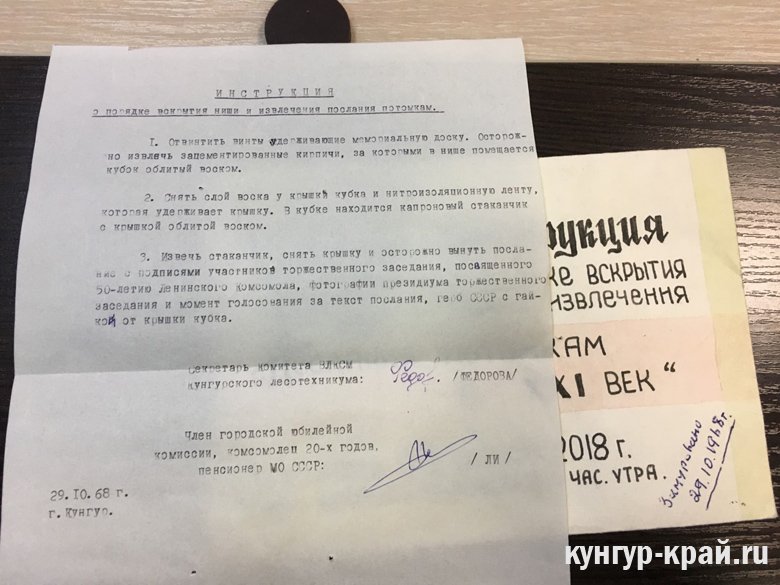 ИНСТРУКЦИЯ
о порядке вскрытия ниши и извлечения послания потомкам.
1. Отвинтить винты удерживающие мемориальную доску. Осторож-
но извлечь зацементированные кирпичи, за которыми в нише помещается
кубок облитый воском.
2. Снять слой воска у крышки кубка и нитроизоляционную ленту,
которая удерживает крышку. В кубке находится капроновый стаканчик
с крышкой облитой воском.
3. Извечь стаканчик, снять крышку и осторожно вынуть посла-
ние с подписями участников торжественного заседания, посвященного
50-летию Ленинского Комсомола, фотографии президиума торжественного
заседания и момент голосования за текст послания, герб СССР с гай-
кой от крышки кубка.
Секретарь комитета ВЛКСМ
Кунгурского лесотехникума: /ФЕДОРОВА/
Член городской юбилейной
комиссии, комсомолец 20-х годов,
пенсионер МО СССР: /ЛИ/
29.IO.68 г.
г. Кунгур.
рукция
ке вскрытия
извлечения
кам
XI век"
2018 г.
час. утра.
Замуровано
29.10.1968г.
кунгур-край.ru